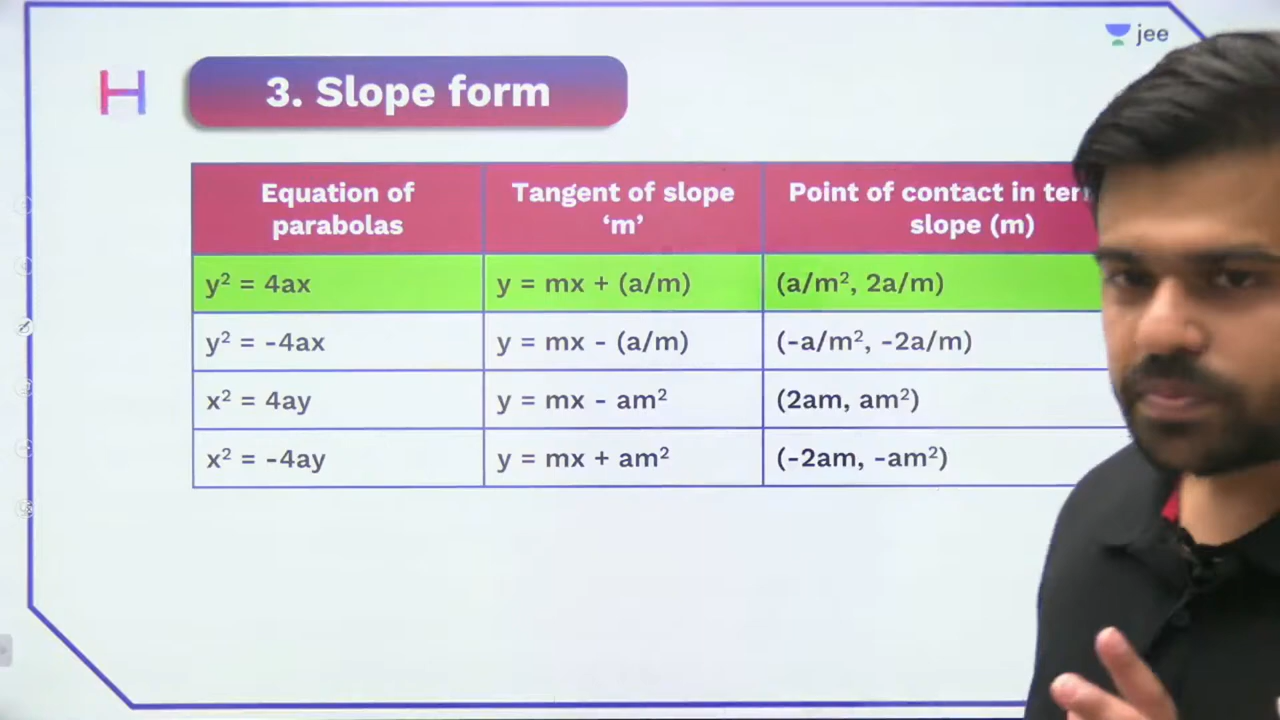 jee
3. Slope form
Equation of parabolas
Tangent of slope ‘m’
Point of contact in slope (m)
y² = 4ax
y = mx + (a/m)
(a/m², 2a/m)
y² = -4ax
y = mx - (a/m)
(-a/m², -2a/m)
x² = 4ay
y = mx - am²
(2am, am²)
x² = -4ay
y = mx + am²
(-2am, -am²)